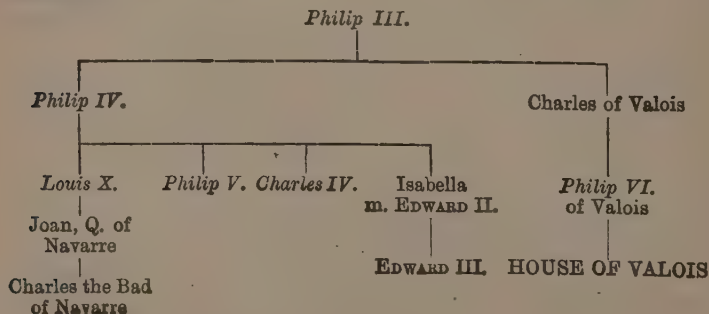 Philip III.
Philip IV. Charles of Valois
Louis X. Philip V. Charles IV. Isabella Philip VI.
m. EDWARD II. of Valois
Joan, Q. of
Navarre
EDWARD III. HOUSE OF VALOIS
Charles the Bad
of Navarre